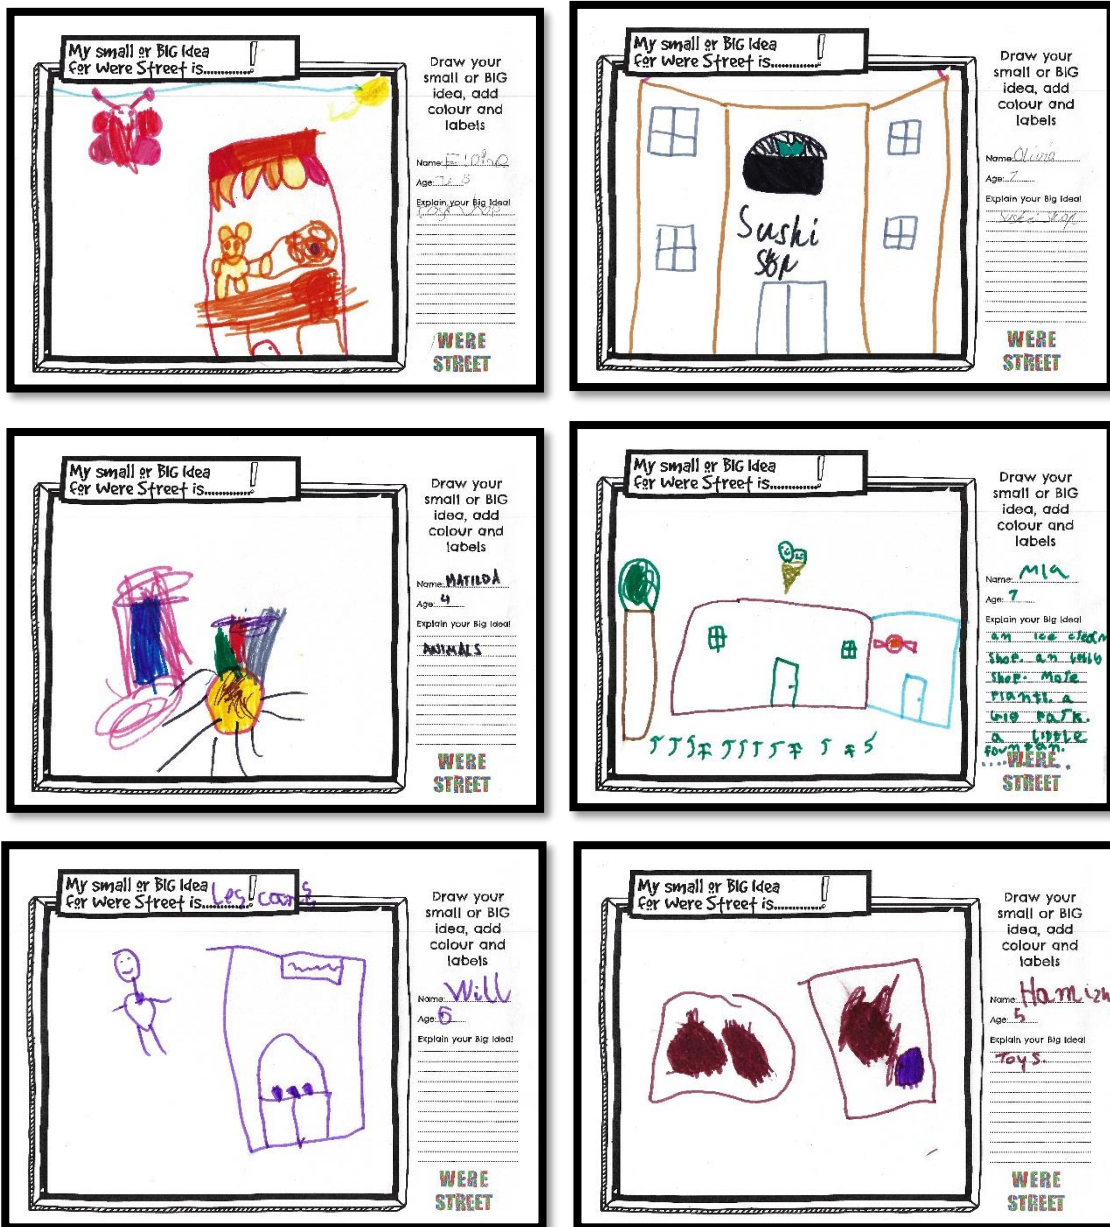 My small or BIG Idea
for Were Street is.............!
Draw your
small or BIG
idea, add
colour and
labels
Name:
Age:
Explain your Big Idea!
WERE
STREET
My small or BIG Idea
for Were Street is.............!
Sushi
Draw your
small or BIG
idea, add
colour and
labels
Name: Olivia
Age: 7
Explain your Big Idea!
WERE
STREET
My small or BIG Idea
for Were Street is.............!
Draw your
small or BIG
idea, add
colour and
labels
Name: MATILDA
Age: 4
Explain your Big Idea!
ANIMALS
WERE
STREET
My small or BIG Idea
for Were Street is.............!
Draw your
small or BIG
idea, add
colour and
labels
Name: Mia
Age: 7
Explain your Big Idea!
an ice
shop. an
shop. More
Plants. a
big Park.
a little
WERE
STREET
My small or BIG Idea
for Were Street is.............! Les
Draw your
small or BIG
idea, add
colour and
labels
Name: Will
Age: 6
Explain your Big Idea!
WERE
STREET
My small or BIG Idea
for Were Street is.............!
Draw your
small or BIG
idea, add
colour and
labels
Name: Hamish
Age: 5
Explain your Big Idea!
Toys.
WERE
STREET